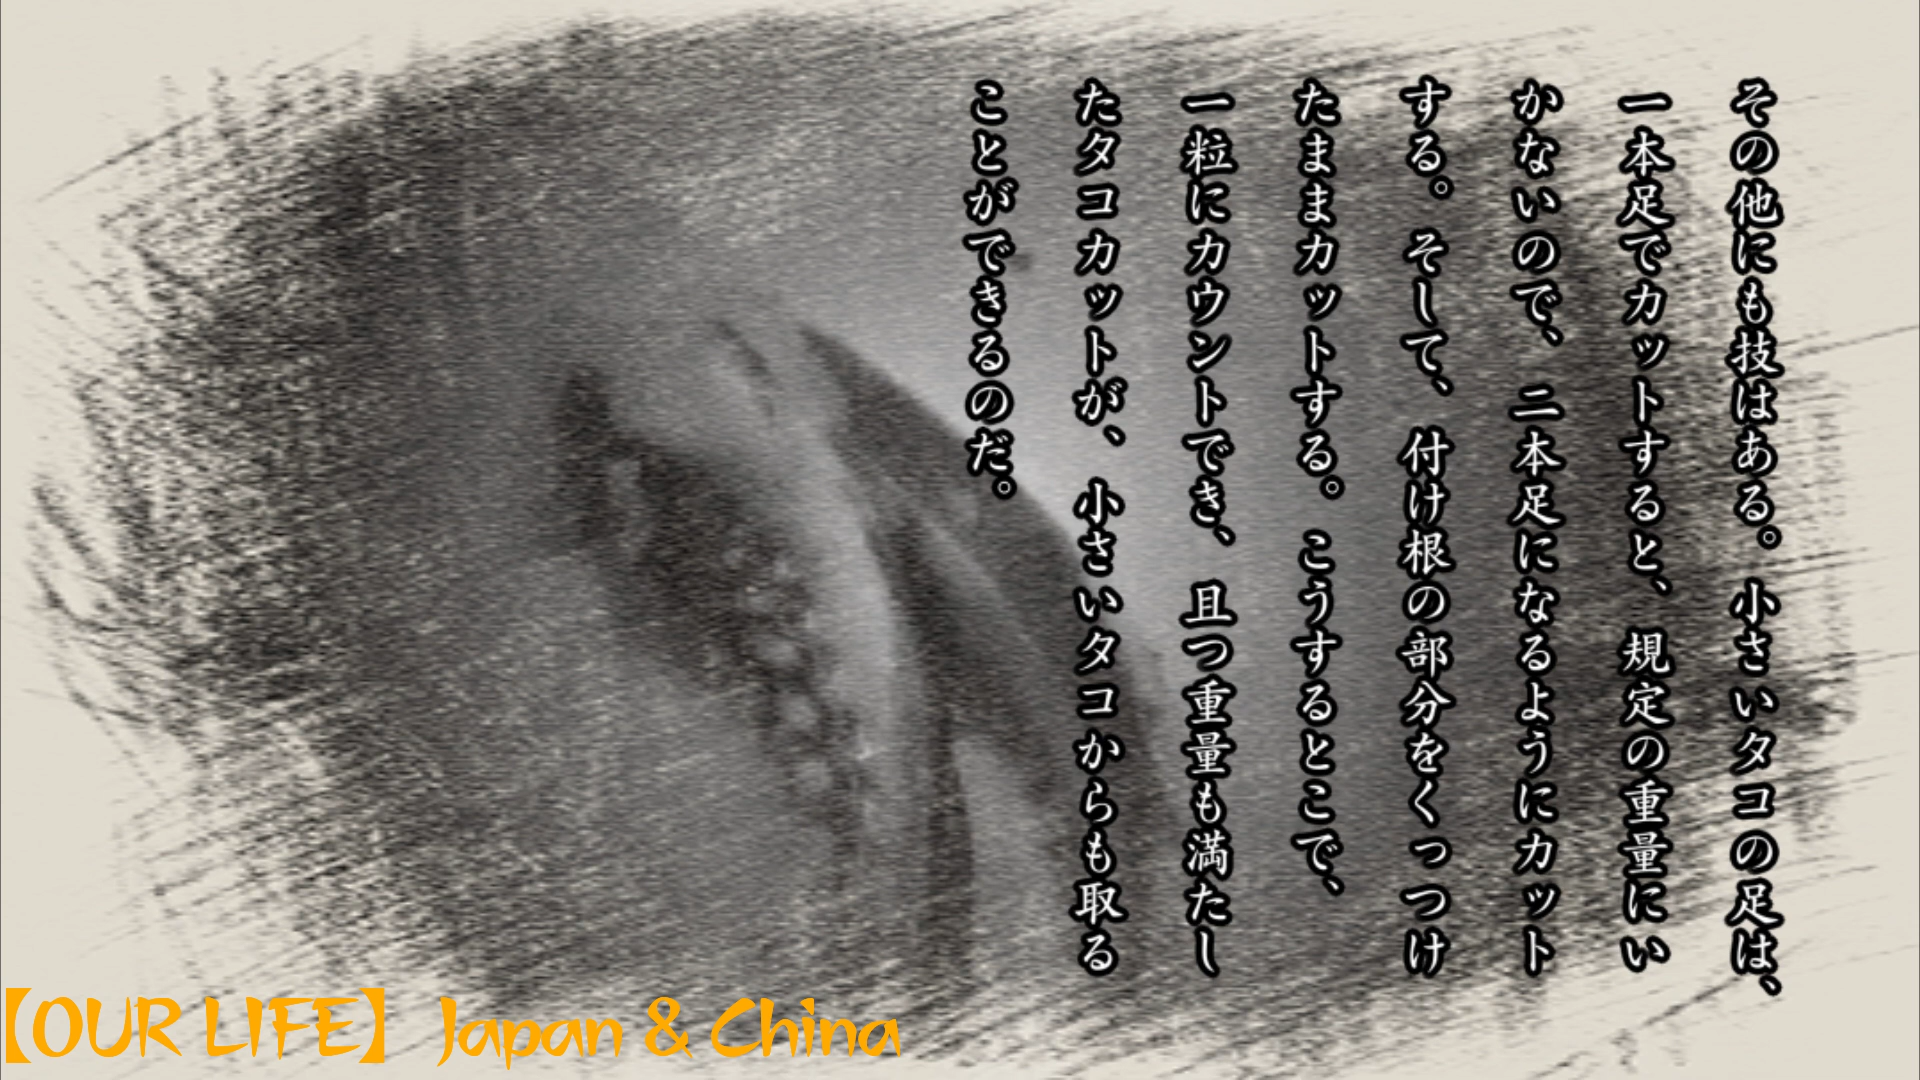 その他にも技はある。小さいタコの足は、
一本足でカットすると、規定の重量にい
かないので、二本足になるようにカット
する。そして、付け根の部分をくっつけ
たままカットする。こうするとこで、
一粒にカウントでき、且つ重量も満たし
たタコカットが、小さいタコからも取る
ことができるのだ。
【OUR LIFE】 Japan & China